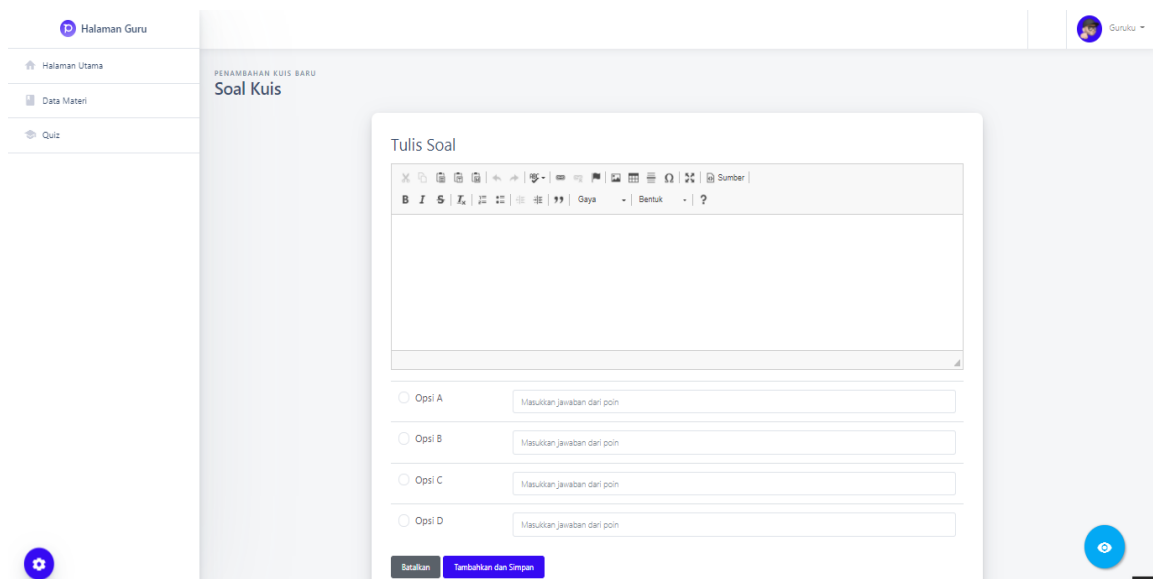 Halaman Guru
Guruku
Halaman Utama
Data Materi
Quiz
PENAMBAHAN KUIS BARU
Soal Kuis
Tulis Soal
Sumber
B I S Ix Gaya Bentuk ?
Opsi A Masukkan jawaban dari poin
Opsi B Masukkan jawaban dari poin
Opsi C Masukkan jawaban dari poin
Opsi D Masukkan jawaban dari poin
Batalkan Tambahkan dan Simpan